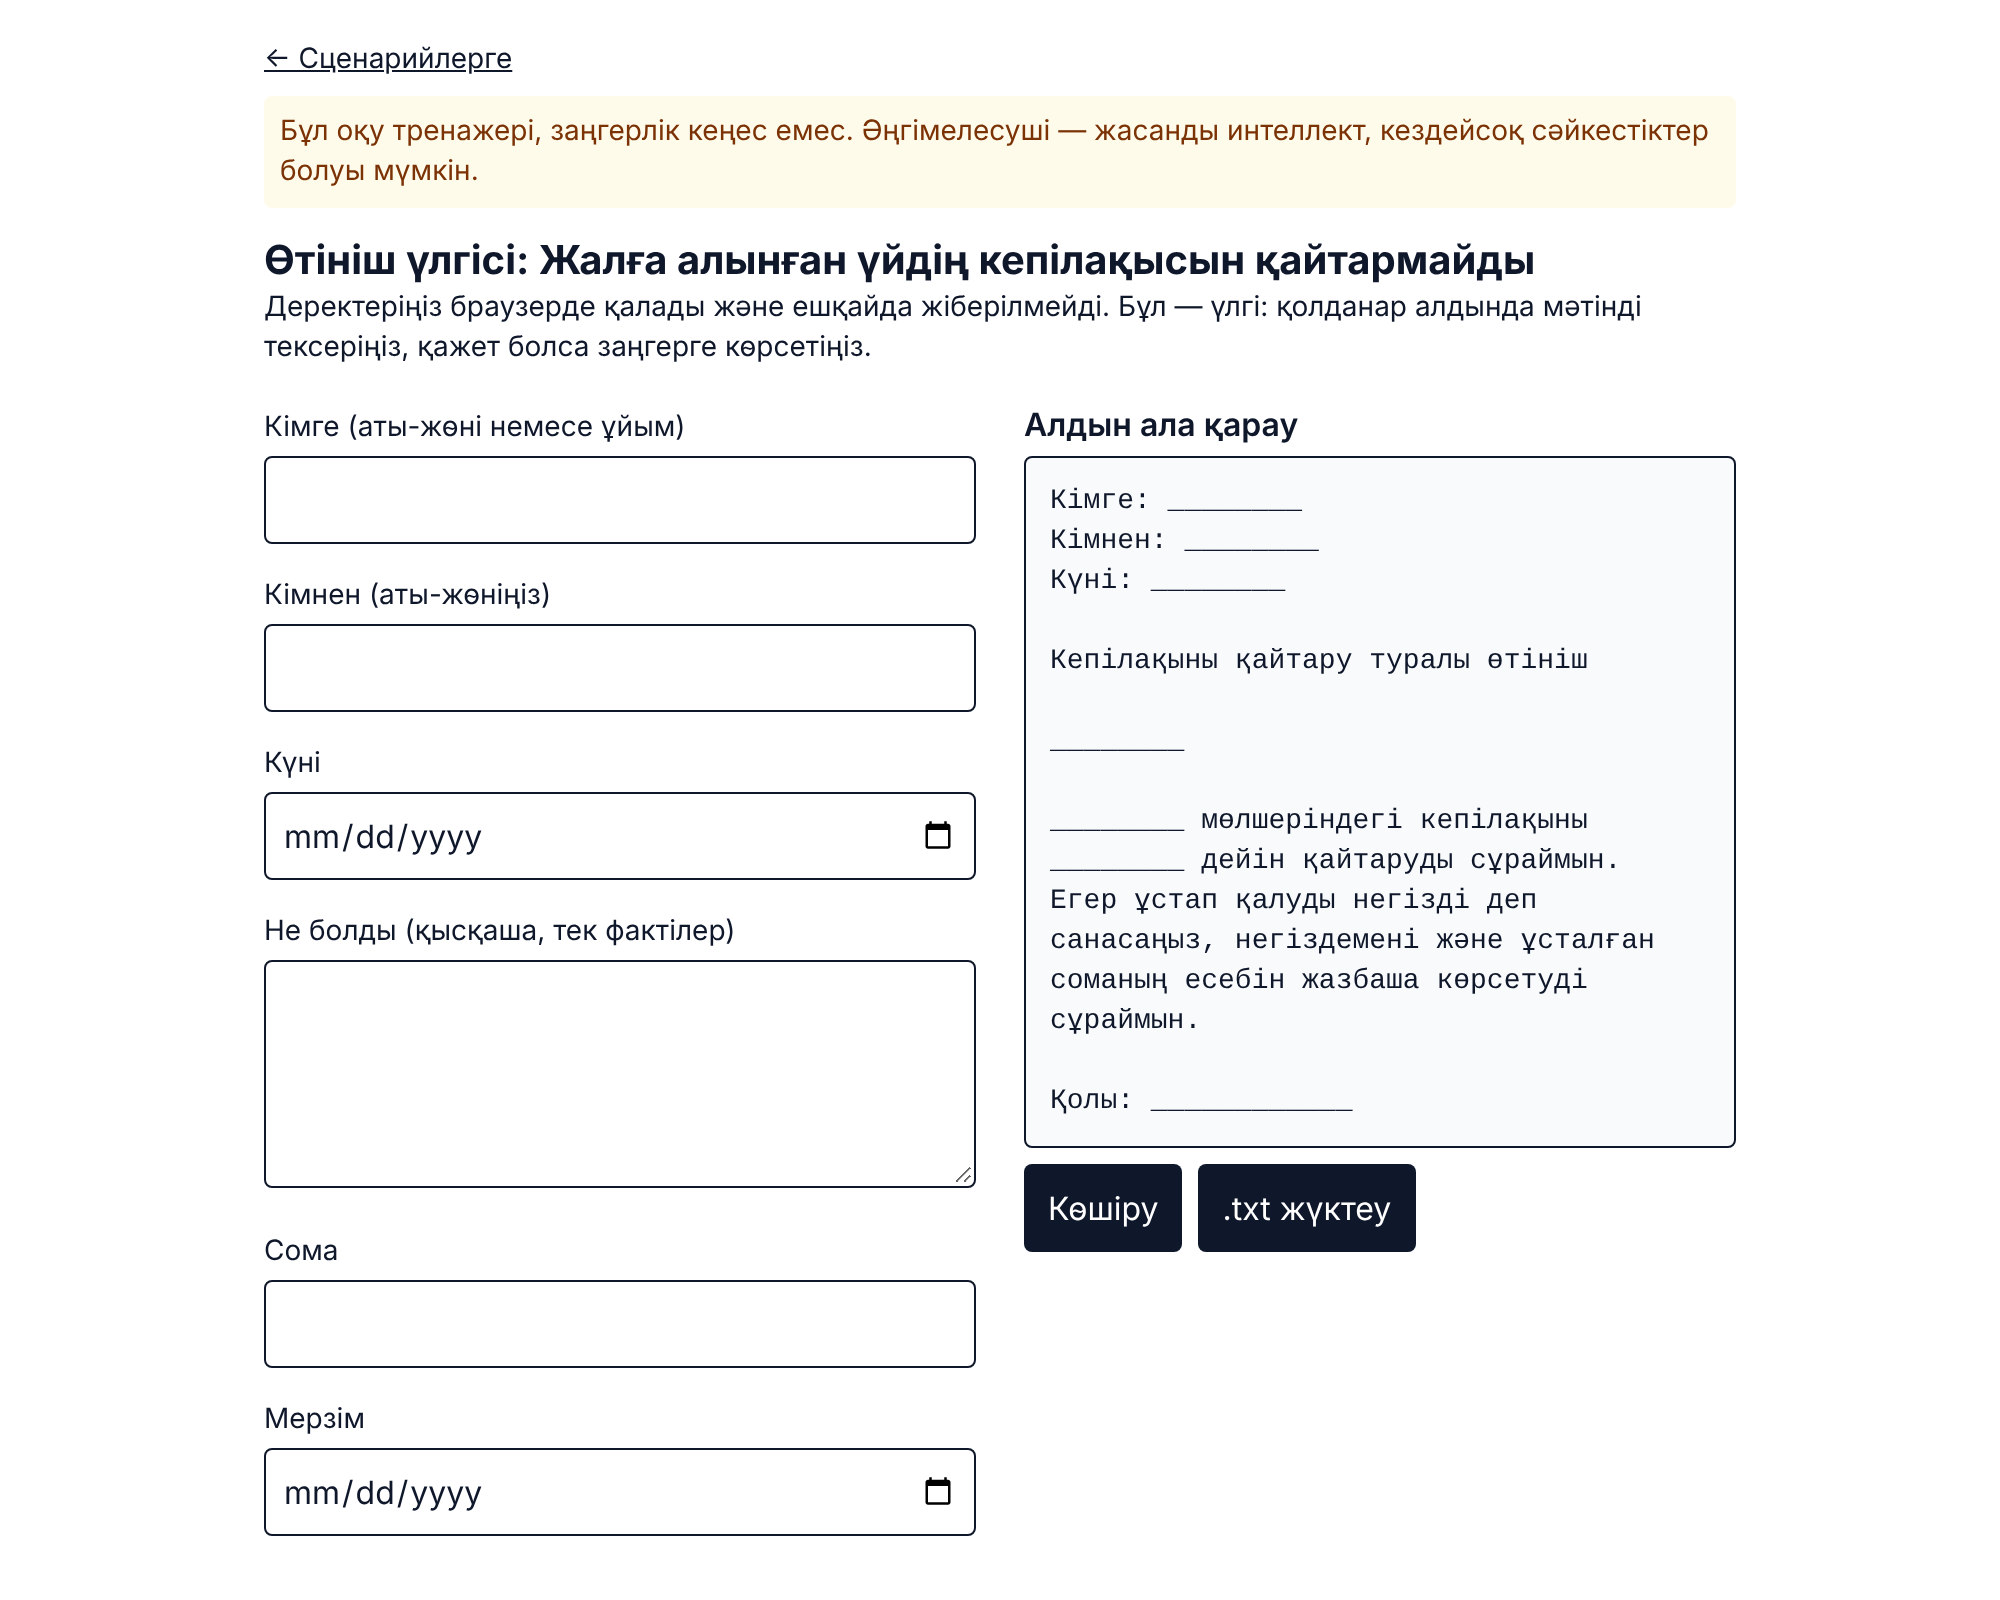 ← Сценарийлерге
Бұл оқу тренажері, заңгерлік кеңес емес. Әңгімелесуші — жасанды интеллект, кездейсоқ сәйкестіктер
болуы мүмкін.
Өтініш үлгісі: Жалға алынған үйдің кепілақысын қайтармайды
Деректеріңіз браузерде қалады және ешқайда жіберілмейді. Бұл — үлгі: қолданар алдында мәтінді
тексеріңіз, қажет болса заңгерге көрсетіңіз.
Кімге (аты-жөні немесе ұйым)
Кімнен (аты-жөніңіз)
Күні
mm/dd/yyyy
Не болды (қысқаша, тек фактілер)
Сома
Мерзім
mm/dd/yyyy
Алдын ала қарау
Кімге: ________
Кімнен: ________
Күні: ________
Кепілақыны қайтару туралы өтініш
________
________ мөлшеріндегі кепілақыны
________ дейін қайтаруды сұраймын.
Егер ұстап қалуды негізді деп
санасаңыз, негіздемені және ұсталған
соманың есебін жазбаша көрсетуді
сұраймын.
Қолы: ____________
Көшіру
.txt жүктеу